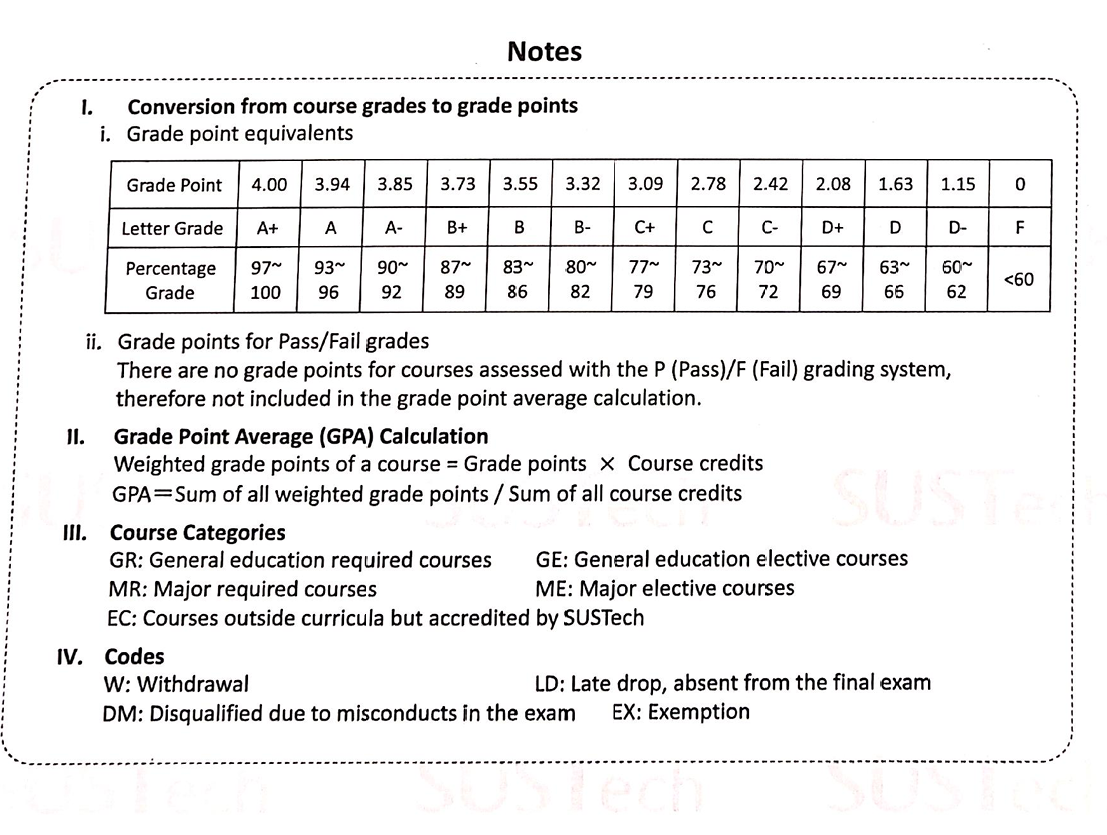 Notes
I. Conversion from course grades to grade points
i. Grade point equivalents
Grade Point 4.00 3.94 3.85 3.73 3.55 3.32 3.09 2.78 2.42 2.08 1.63 1.15 0
Letter Grade A+ A A- B+ B B- C+ C C- D+ D D- F
Percentage Grade 97~100 93~96 90~92 87~89 83~86 80~82 77~79 73~76 70~72 67~69 63~66 60~62 <60
ii. Grade points for Pass/Fail grades
There are no grade points for courses assessed with the P (Pass)/F (Fail) grading system,
therefore not included in the grade point average calculation.
II. Grade Point Average (GPA) Calculation
Weighted grade points of a course = Grade points × Course credits
GPA=Sum of all weighted grade points / Sum of all course credits
III. Course Categories
GR: General education required courses GE: General education elective courses
MR: Major required courses ME: Major elective courses
EC: Courses outside curricula but accredited by SUSTech
IV. Codes
W: Withdrawal LD: Late drop, absent from the final exam
DM: Disqualified due to misconducts in the exam EX: Exemption
SUSTech
SUSTech